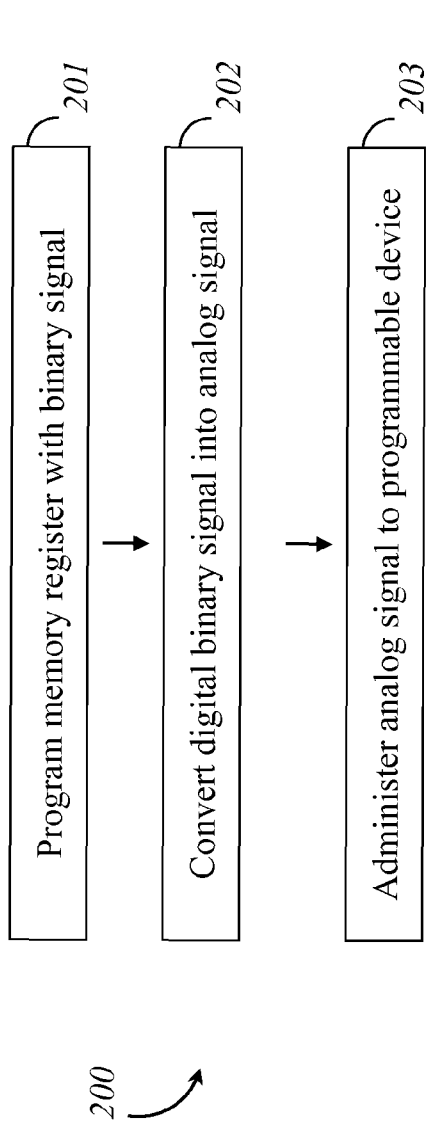 200
Program memory register with binary signal
201
Convert digital binary signal into analog signal
202
Administer analog signal to programmable device
203